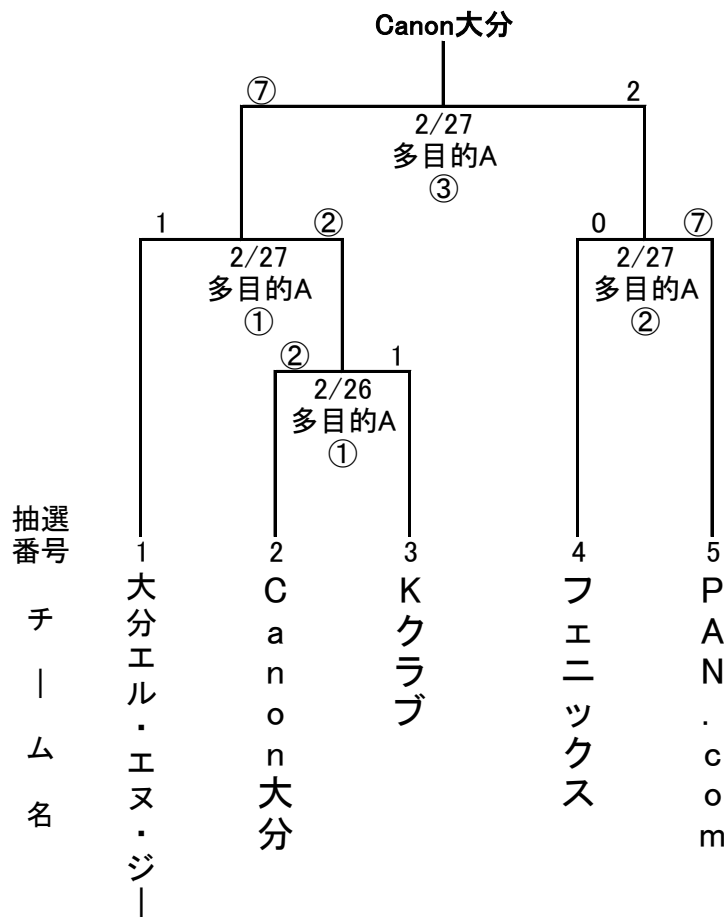 Canon大分
⑦ 2
2/27
多目的A
③
1 ② 0 ⑦
2/27 2/27
多目的A 多目的A
① ②
② 1
2/26
多目的A
①
抽選番号 1 2 3 4 5
チーム名
大分エル・エヌ・ジー
Canon大分
Kクラブ
フェニックス
PAN.com